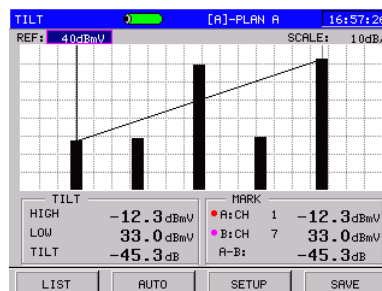 TILT [A]-PLAN A 16:57:26
REF: 40dBmV SCALE: 10dB/
TILT MARK
HIGH -12.3dBmV A:CH 1 -12.3dBmV
LOW 33.0dBmV B:CH 7 33.0dBmV
TILT -45.3dB A-B: -45.3dB
LIST AUTO SETUP SAVE